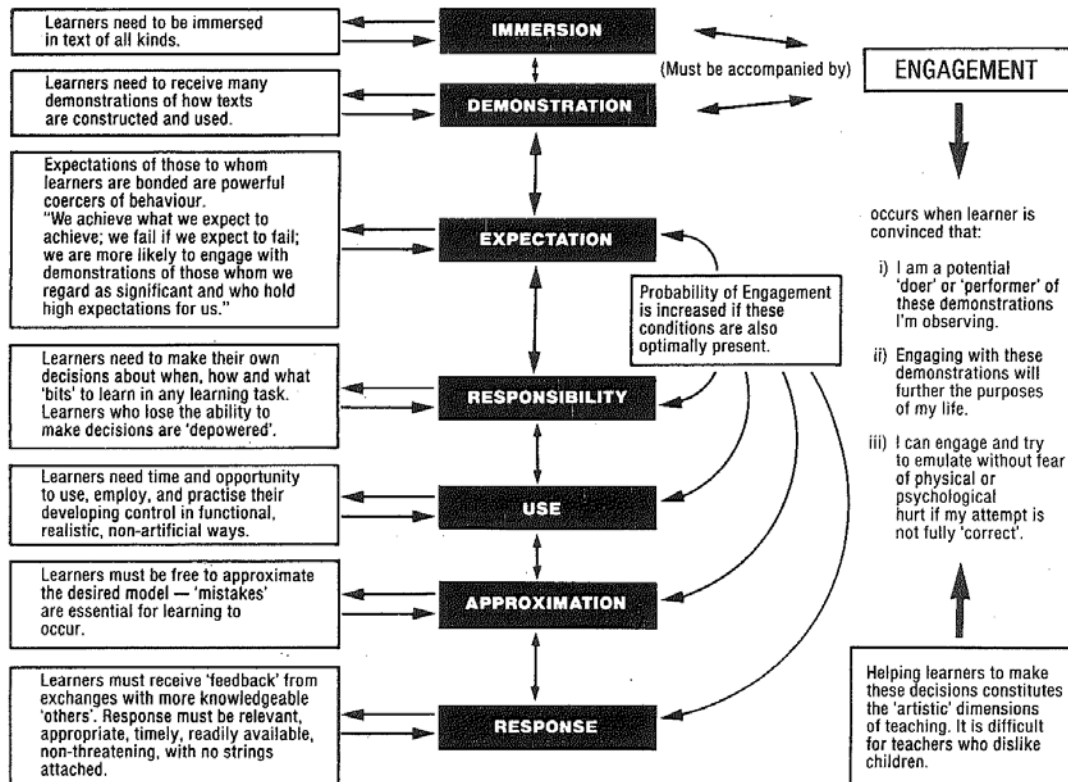 Learners need to be immersed
in text of all kinds.
IMMERSION
(Must be accompanied by)
ENGAGEMENT
Learners need to receive many
demonstrations of how texts
are constructed and used.
DEMONSTRATION
Expectations of those to whom
learners are bonded are powerful
coercers of behaviour.
"We achieve what we expect to
achieve; we fail if we expect to fail;
we are more likely to engage with
demonstrations of those whom we
regard as significant and who hold
high expectations for us."
EXPECTATION
Probability of Engagement
is increased if these
conditions are also
optimally present.
Learners need to make their own
decisions about when, how and what
'bits' to learn in any learning task.
Learners who lose the ability to
make decisions are 'depowered'.
RESPONSIBILITY
Learners need time and opportunity
to use, employ, and practise their
developing control in functional,
realistic, non-artificial ways.
USE
Learners must be free to approximate
the desired model — 'mistakes'
are essential for learning to
occur.
APPROXIMATION
Learners must receive 'feedback' from
exchanges with more knowledgeable
'others'. Response must be relevant,
appropriate, timely, readily available,
non-threatening, with no strings
attached.
RESPONSE
occurs when learner is
convinced that:
i) I am a potential
'doer' or 'performer' of
these demonstrations
I'm observing.
ii) Engaging with these
demonstrations will
further the purposes
of my life.
iii) I can engage and try
to emulate without fear
of physical or
psychological
hurt if my attempt is
not fully 'correct'.
Helping learners to make
these decisions constitutes
the 'artistic' dimensions
of teaching. It is difficult
for teachers who dislike
children.